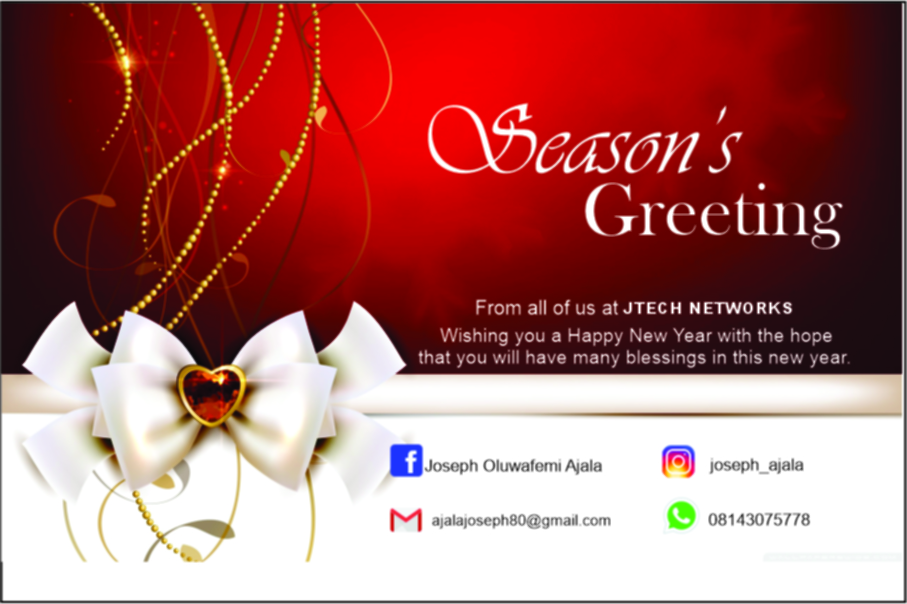 Season's
Greeting
From all of us at JTECH NETWORKS
Wishing you a Happy New Year with the hope
that you will have many blessings in this new year.
Joseph Oluwafemi Ajala
joseph_ajala
ajalajoseph80@gmail.com
08143075778